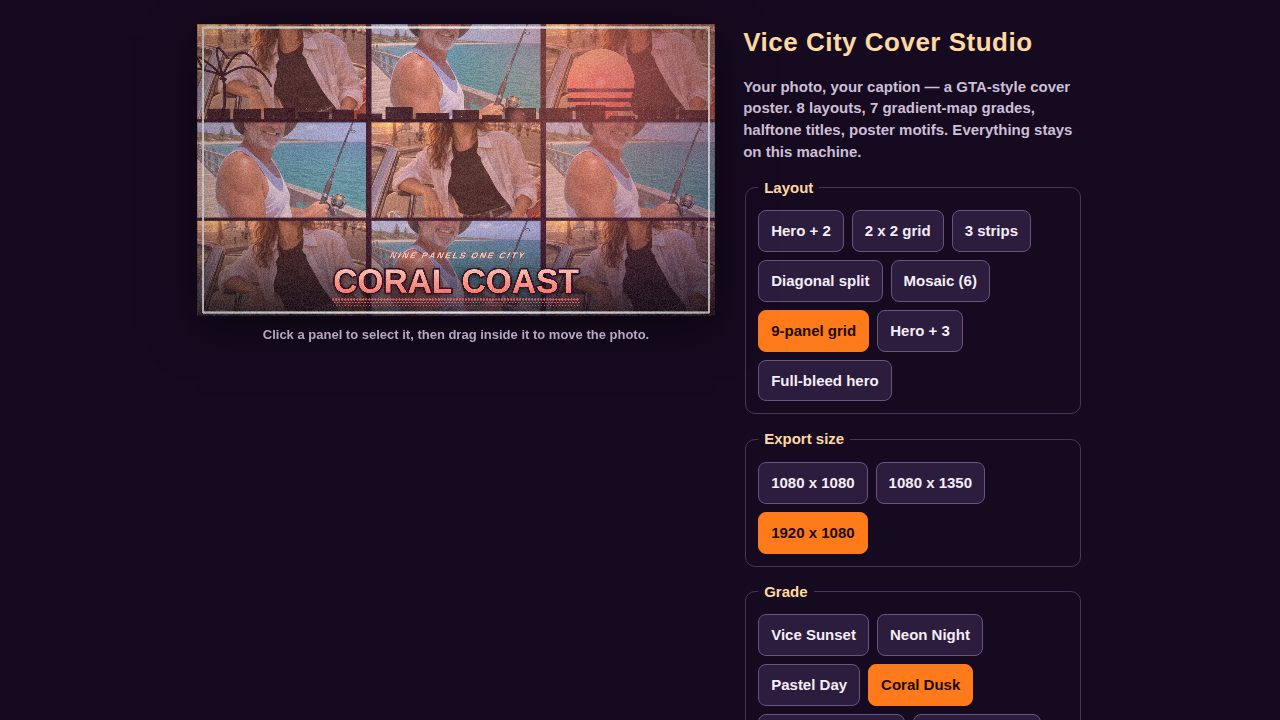 NINE PANELS ONE CITY
CORAL COAST
Click a panel to select it, then drag inside it to move the photo.
Vice City Cover Studio
Your photo, your caption — a GTA-style cover
poster. 8 layouts, 7 gradient-map grades,
halftone titles, poster motifs. Everything stays
on this machine.
Layout
Hero + 2
2 x 2 grid
3 strips
Diagonal split
Mosaic (6)
9-panel grid
Hero + 3
Full-bleed hero
Export size
1080 x 1080
1080 x 1350
1920 x 1080
Grade
Vice Sunset
Neon Night
Pastel Day
Coral Dusk